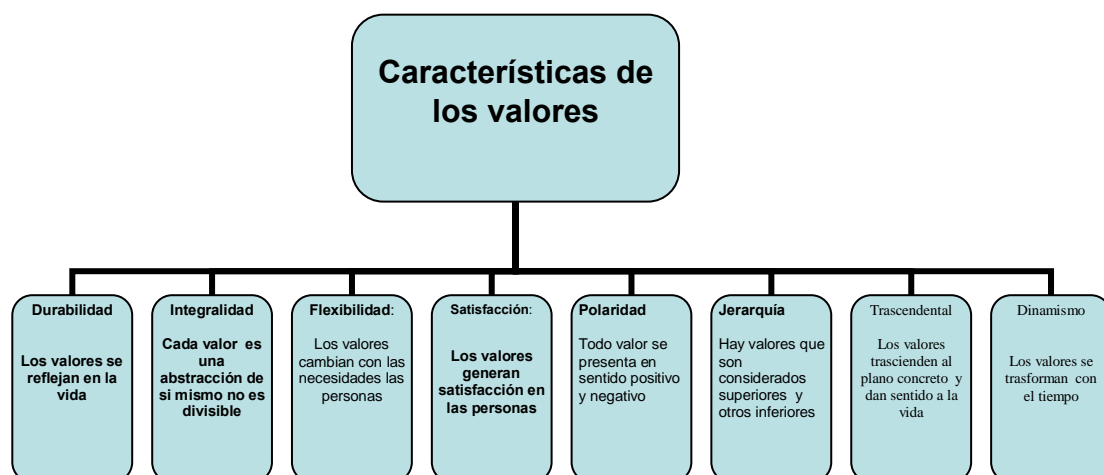 Características de
los valores
Durabilidad
Los valores se
reflejan en la
vida
Integralidad
Cada valor es
una
abstracción de
si mismo no es
divisible
Flexibilidad:
Los valores
cambian con las
necesidades las
personas
Satisfacción:
Los valores
generan
satisfacción en
las personas
Polaridad
Todo valor se
presenta en
sentido positivo
y negativo
Jerarquía
Hay valores que
son
considerados
superiores y
otros inferiores
Trascendental
Los valores
trascienden al
plano concreto y
dan sentido a la
vida
Dinamismo
Los valores se
trasforman con
el tiempo